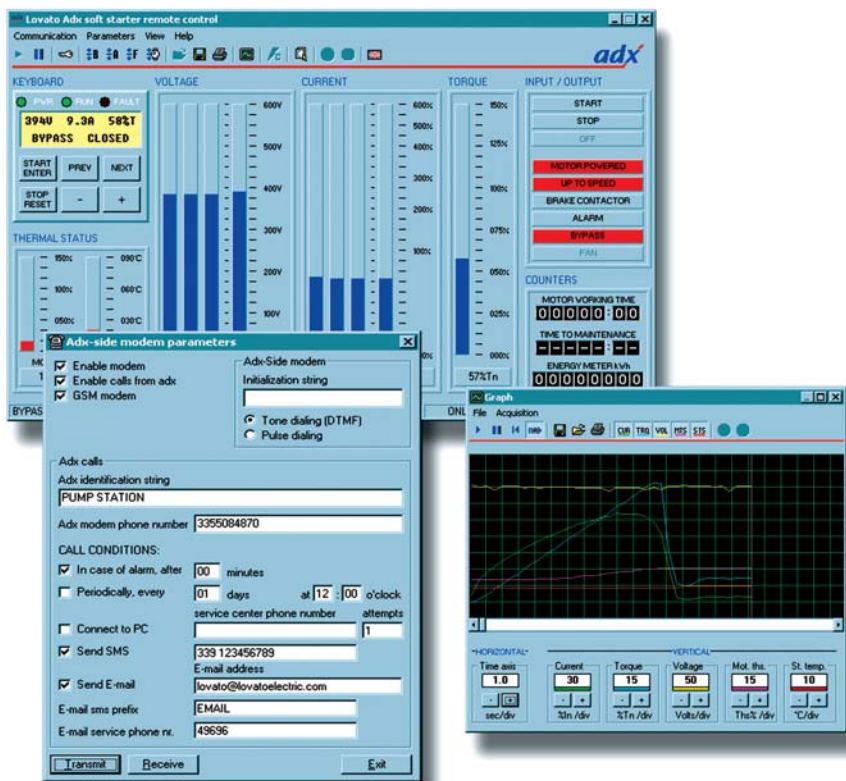 Lovato Adx soft starter remote control
Communication Parameters View Help
adx
KEYBOARD
PWR RUN FAULT
394V 9.3A 58%T
BYPASS CLOSED
START ENTER PREV NEXT
STOP RESET - +
THERMAL STATUS
150% 090°C
100% 060°C
050% 030°C
VOLTAGE
600V
500V
400V
300V
200V
100V
CURRENT
600%
500%
400%
300%
200%
100%
TORQUE
150%
125%
100%
075%
050%
025%
000%
57%Tn
INPUT / OUTPUT
START
STOP
OFF
MOTOR POWERED
UP TO SPEED
BRAKE CONTACTOR
ALARM
BYPASS
FAN
COUNTERS
MOTOR WORKING TIME
00000:00
TIME TO MAINTENANCE
-----:--
ENERGY METER kWh
00000000
Adx-side modem parameters
Enable modem
Enable calls from adx
GSM modem
Adx-Side modem
Initialization string
Tone dialing (DTMF)
Pulse dialing
Adx calls
Adx identification string
PUMP STATION
Adx modem phone number 3355084870
CALL CONDITIONS:
In case of alarm, after 00 minutes
Periodically, every 01 days at 12 : 00 o'clock
service center phone number attempts
Connect to PC 1
Send SMS 339 123456789
E-mail address
Send E-mail lovato@lovatoelectric.com
E-mail sms prefix EMAIL
E-mail service phone nr. 49696
Transmit Receive Exit
Graph
File Acquisition
CUR TRQ VOL MTS STS
HORIZONTAL VERTICAL
Time axis Current Torque Voltage Mot. ths. St. temp.
1.0 30 15 50 15 10
- + - + - + - + - + - +
sec/div %In /div %Tn /div Volts/div Ths% /div °C/div